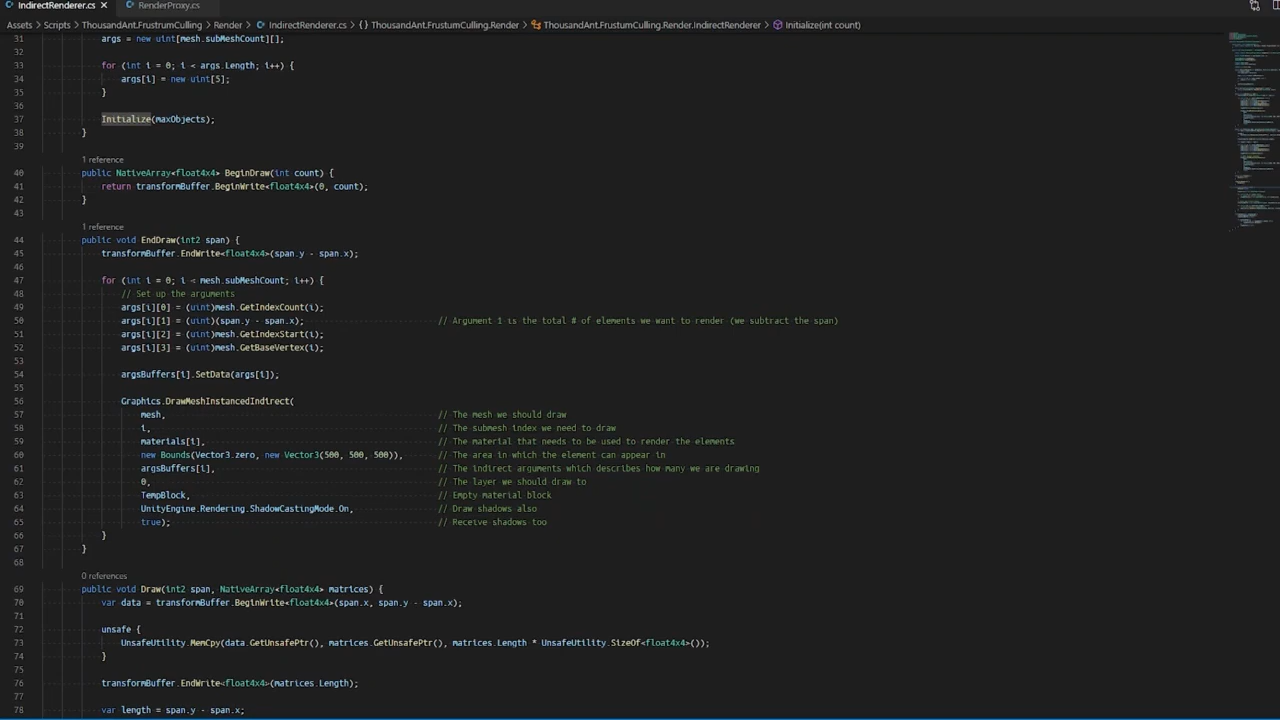 IndirectRenderer.cs × RenderProxy.cs
Assets > Scripts > ThousandAnt.FrustrumCulling > Render > IndirectRenderer.cs > {} ThousandAnt.FrustumCulling.Render > ThousandAnt.FrustumCulling.Render.IndirectRenderer > Initialize(int count)
31 args = new uint[mesh.subMeshCount][];
32
33 for (int i = 0; i < args.Length; i++) {
34 args[i] = new uint[5];
35 }
36
37 Initialize(maxObjects);
38 }
39
1 reference
40 public NativeArray<float4x4> BeginDraw(int count) {
41 return transformBuffer.BeginWrite<float4x4>(0, count);
42 }
43
1 reference
44 public void EndDraw(int2 span) {
45 transformBuffer.EndWrite<float4x4>(span.y - span.x);
46
47 for (int i = 0; i < mesh.subMeshCount; i++) {
48 // Set up the arguments
49 args[i][0] = (uint)mesh.GetIndexCount(i);
50 args[i][1] = (uint)(span.y - span.x); // Argument 1 is the total # of elements we want to render (we subtract the span)
51 args[i][2] = (uint)mesh.GetIndexStart(i);
52 args[i][3] = (uint)mesh.GetBaseVertex(i);
53
54 argsBuffers[i].SetData(args[i]);
55
56 Graphics.DrawMeshInstancedIndirect(
57 mesh, // The mesh we should draw
58 i, // The submesh index we need to draw
59 materials[i], // The material that needs to be used to render the elements
60 new Bounds(Vector3.zero, new Vector3(500, 500, 500)), // The area in which the element can appear in
61 argsBuffers[i], // The indirect arguments which describes how many we are drawing
62 0, // The layer we should draw to
63 TempBlock, // Empty material block
64 UnityEngine.Rendering.ShadowCastingMode.On, // Draw shadows also
65 true); // Receive shadows too
66 }
67 }
68
0 references
69 public void Draw(int2 span, NativeArray<float4x4> matrices) {
70 var data = transformBuffer.BeginWrite<float4x4>(span.x, span.y - span.x);
71
72 unsafe {
73 UnsafeUtility.MemCpy(data.GetUnsafePtr(), matrices.GetUnsafePtr(), matrices.Length * UnsafeUtility.SizeOf<float4x4>());
74 }
75
76 transformBuffer.EndWrite<float4x4>(matrices.Length);
77
78 var length = span.y - span.x;